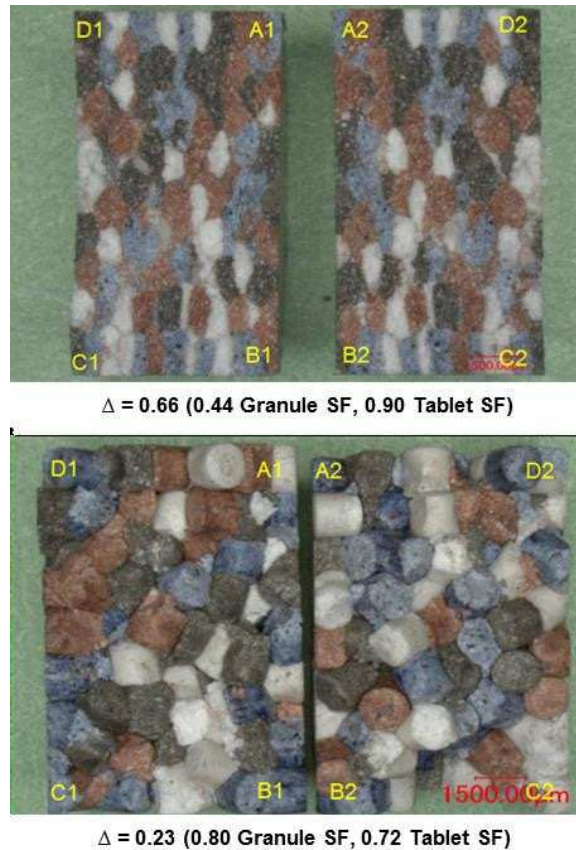 D1 A1 A2 D2
C1 B1 B2 C2
1500.00µm
Δ = 0.66 (0.44 Granule SF, 0.90 Tablet SF)
D1 A1 A2 D2
C1 B1 B2 C2
1500.00µm
Δ = 0.23 (0.80 Granule SF, 0.72 Tablet SF)